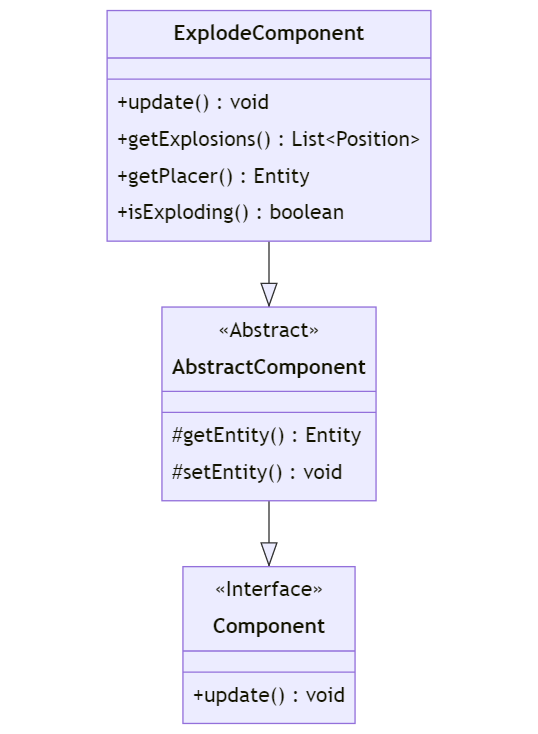 ExplodeComponent
+update() : void
+getExplosions() : List<Position>
+getPlacer() : Entity
+isExploding() : boolean
«Abstract»
AbstractComponent
#getEntity() : Entity
#setEntity() : void
«Interface»
Component
+update() : void